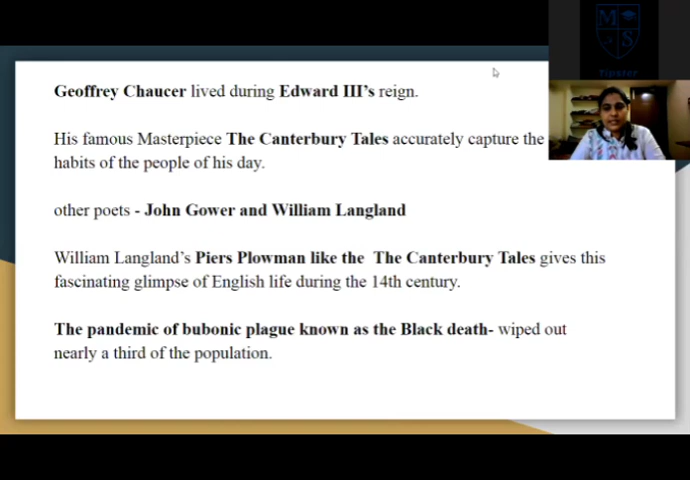 M S
Tipster
Geoffrey Chaucer lived during Edward III's reign.
His famous Masterpiece The Canterbury Tales accurately capture the
habits of the people of his day.
other poets - John Gower and William Langland
William Langland's Piers Plowman like the The Canterbury Tales gives this
fascinating glimpse of English life during the 14th century.
The pandemic of bubonic plague known as the Black death- wiped out
nearly a third of the population.